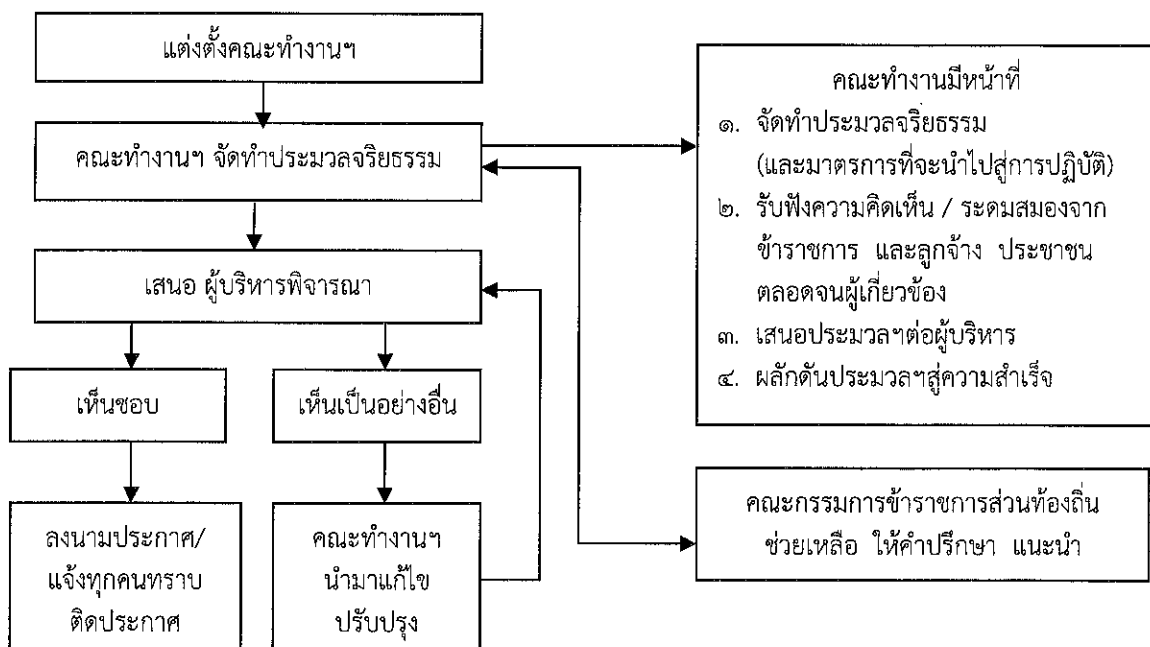 แต่งตั้งคณะทำงานฯ
คณะทำงานฯ จัดทำประมวลจริยธรรม
เสนอ ผู้บริหารพิจารณา
เห็นชอบ
เห็นเป็นอย่างอื่น
ลงนามประกาศ/
แจ้งทุกคนทราบ
ติดประกาศ
คณะทำงานฯ
นำมาแก้ไข
ปรับปรุง
คณะทำงานมีหน้าที่
๑. จัดทำประมวลจริยธรรม
(และมาตรการที่จะนำไปสู่การปฏิบัติ)
๒. รับฟังความคิดเห็น / ระดมสมองจาก
ข้าราชการ และลูกจ้าง ประชาชน
ตลอดจนผู้เกี่ยวข้อง
๓. เสนอประมวลฯต่อผู้บริหาร
๔. ผลักดันประมวลฯสู่ความสำเร็จ
คณะกรรมการข้าราชการส่วนท้องถิ่น
ช่วยเหลือ ให้คำปรึกษา แนะนำ